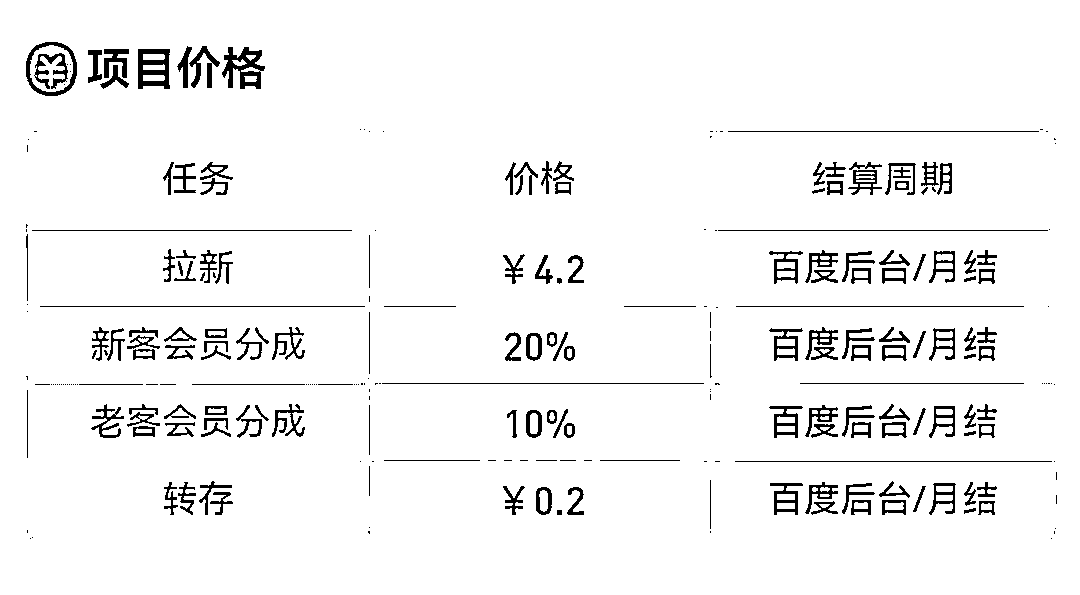 项目价格
任务 价格 结算周期
拉新 ¥4.2 百度后台/月结
新客会员分成 20% 百度后台/月结
老客会员分成 10% 百度后台/月结
转存 ¥0.2 百度后台/月结